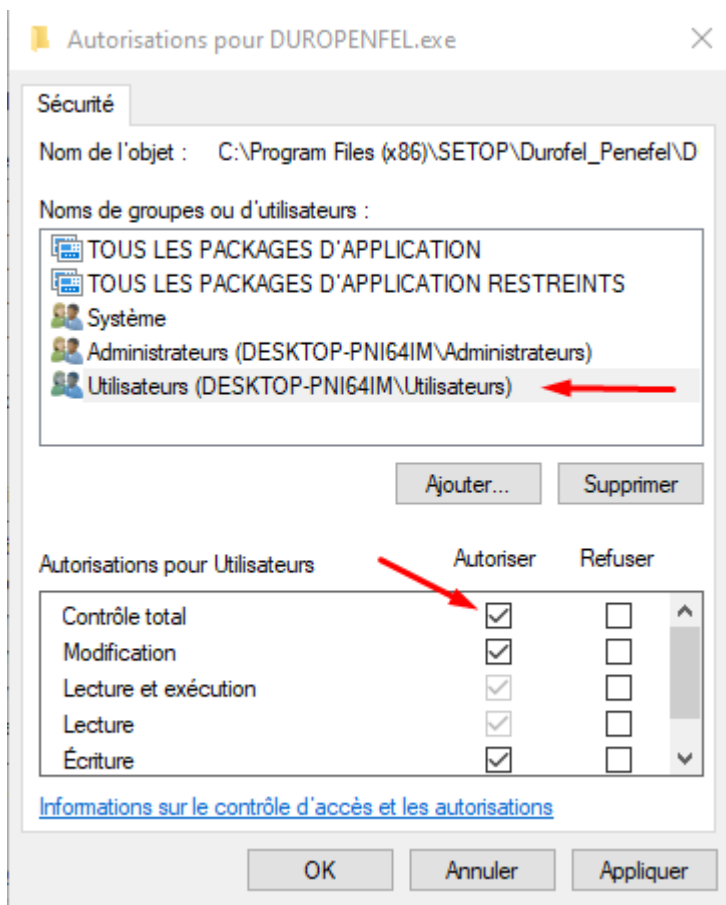 Autorisations pour DUROPENFEL.exe
Sécurité
Nom de l'objet : C:\Program Files (x86)\SETOP\Durofel_Penefel\D
Noms de groupes ou d'utilisateurs :
TOUS LES PACKAGES D'APPLICATION
TOUS LES PACKAGES D'APPLICATION RESTREINTS
Système
Administrateurs (DESKTOP-PNI64IM\Administrateurs)
Utilisateurs (DESKTOP-PNI64IM\Utilisateurs)
Ajouter... Supprimer
Autorisations pour Utilisateurs Autoriser Refuser
Contrôle total
Modification
Lecture et exécution
Lecture
Écriture
Informations sur le contrôle d'accès et les autorisations
OK Annuler Appliquer